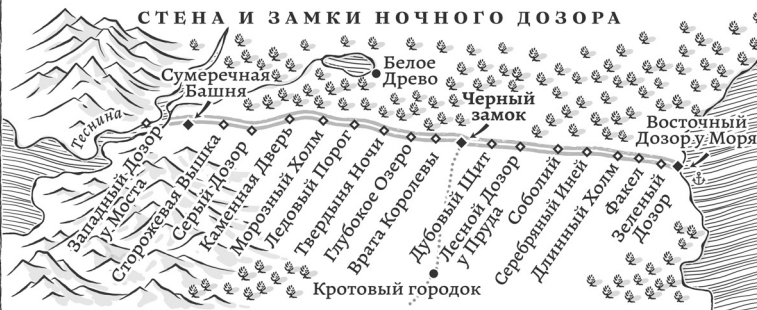 СТЕНА И ЗАМКИ НОЧНОГО ДОЗОРА
Сумеречная
Башня
Белое
Древо
Теснина
Черный
замок
Восточный
Дозор у Моря
Западный Дозор
у Моста
Сторожевая Вышка
Серый Дозор
Каменная Дверь
Морозный Холм
Ледовый Порог
Твердыня Ночи
Глубокое Озеро
Врата Королевы
Дубовый Щит
Лесной Дозор
у Пруда
Соболий
Серебряный Иней
Длинный Холм
Факел
Зеленый
Дозор
Кротовый городок